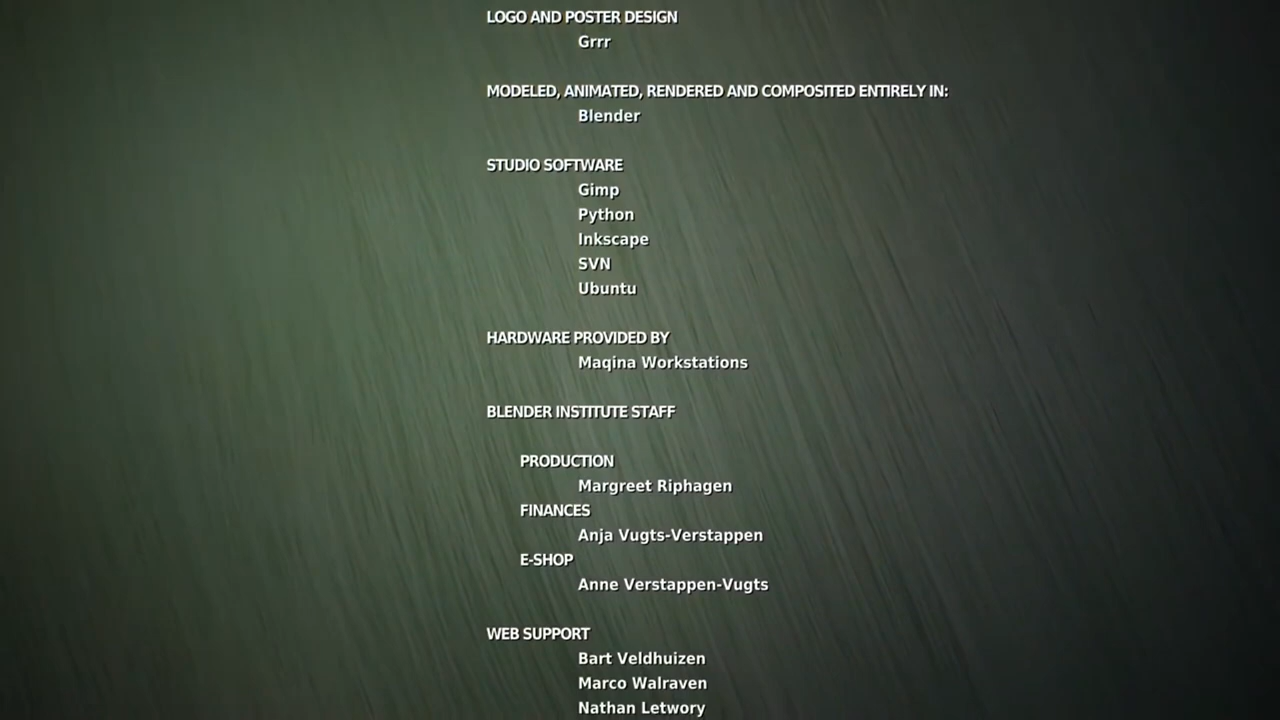 LOGO AND POSTER DESIGN
Grrr
MODELED, ANIMATED, RENDERED AND COMPOSITED ENTIRELY IN:
Blender
STUDIO SOFTWARE
Gimp
Python
Inkscape
SVN
Ubuntu
HARDWARE PROVIDED BY
Maqina Workstations
BLENDER INSTITUTE STAFF
PRODUCTION
Margreet Riphagen
FINANCES
Anja Vugts-Verstappen
E-SHOP
Anne Verstappen-Vugts
WEB SUPPORT
Bart Veldhuizen
Marco Walraven
Nathan Letwory